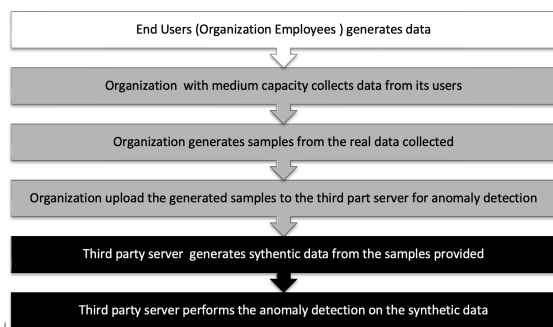 End Users (Organization Employees ) generates data
Organization with medium capacity collects data from its users
Organization generates samples from the real data collected
Organization upload the generated samples to the third part server for anomaly detection
Third party server generates sythentic data from the samples provided
Third party server performs the anomaly detection on the synthetic data